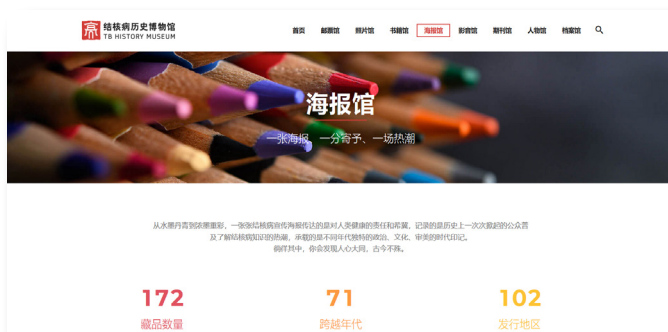 结核病历史博物馆
TB HISTORY MUSEUM
首页 邮票馆 照片馆 书籍馆 海报馆 影音馆 期刊馆 人物馆 档案馆
海报馆
一张海报、一分寄予、一场热潮
从水墨丹青到浓墨重彩，一张张结核病宣传海报传达的是对人类健康的责任和希冀，记录的是历史上一次次掀起的公众普
及了解结核病知识的热潮，承载的是不同年代独特的政治、文化、审美的时代印记。
徜徉其中，你会发现人心大同，古今不殊。
172 71 102
藏品数量 跨越年代 发行地区